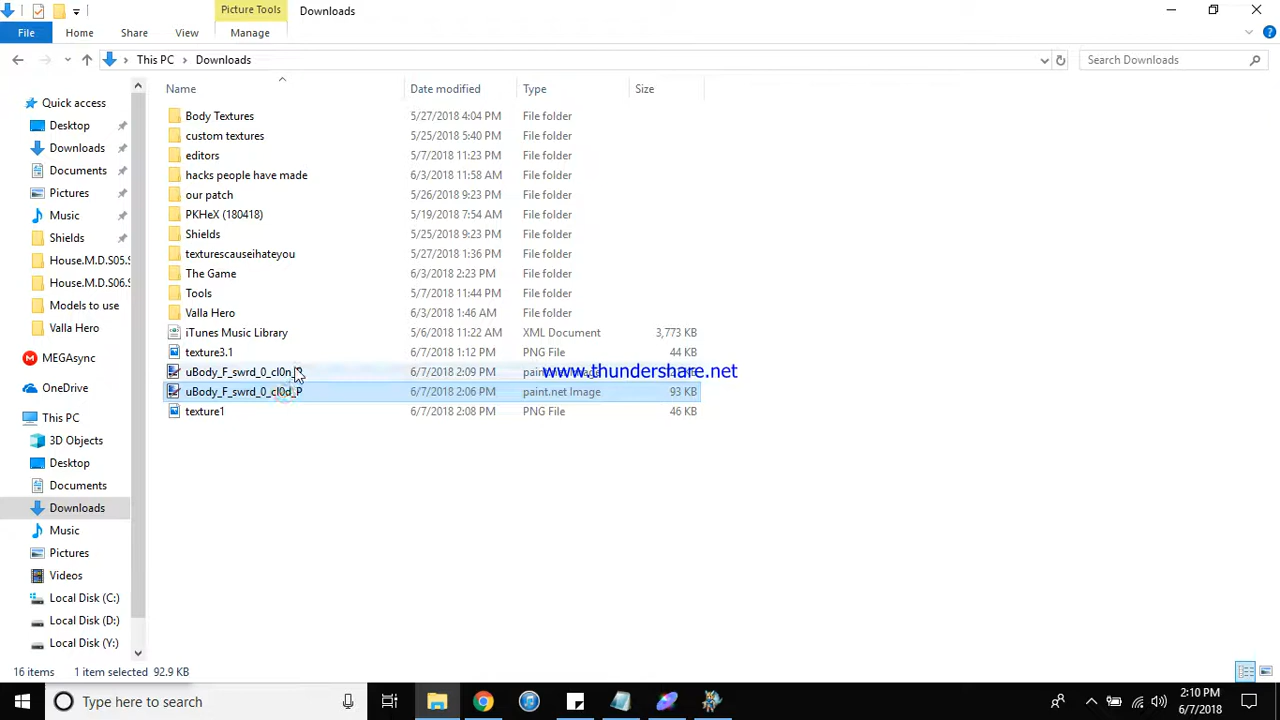 Picture Tools
Downloads
File
Home
Share
View
Manage
This PC
Downloads
Search Downloads
Name
Date modified
Type
Size
Quick access
Desktop
Downloads
Documents
Pictures
Music
Shields
House.M.D.S05.S
House.M.D.S06.S
Models to use
Valla Hero
MEGAsync
OneDrive
This PC
3D Objects
Desktop
Documents
Downloads
Music
Pictures
Videos
Local Disk (C:)
Local Disk (D:)
Local Disk (Y:)
Body Textures 5/27/2018 4:04 PM File folder
custom textures 5/25/2018 5:40 PM File folder
editors 5/7/2018 11:23 PM File folder
hacks people have made 6/3/2018 11:58 AM File folder
our patch 5/26/2018 9:23 PM File folder
PKHeX (180418) 5/19/2018 7:54 AM File folder
Shields 5/25/2018 9:23 PM File folder
texturescauseihateyou 5/27/2018 1:36 PM File folder
The Game 6/3/2018 2:23 PM File folder
Tools 5/7/2018 11:44 PM File folder
Valla Hero 6/3/2018 1:46 AM File folder
iTunes Music Library 5/6/2018 11:22 AM XML Document 3,773 KB
texture3.1 6/7/2018 1:12 PM PNG File 44 KB
6/7/2018 2:09 PM
www.thundershare.net
uBody_F_swrd_0_cl0d_P 6/7/2018 2:06 PM paint.net Image 93 KB
texture1 6/7/2018 2:08 PM PNG File 46 KB
16 items 1 item selected 92.9 KB
Type here to search
2:10 PM
6/7/2018